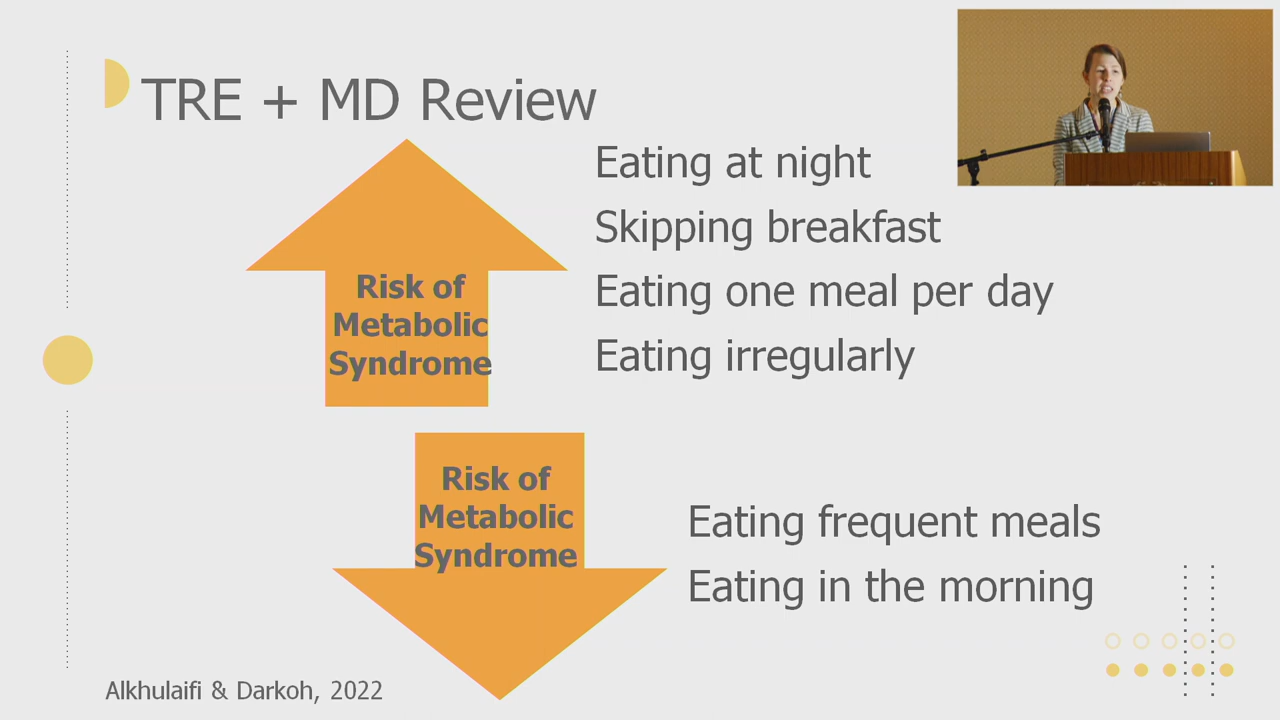 TRE + MD Review
Risk of
Metabolic
Syndrome
Eating at night
Skipping breakfast
Eating one meal per day
Eating irregularly
Risk of
Metabolic
Syndrome
Eating frequent meals
Eating in the morning
Alkhulaifi & Darkoh, 2022